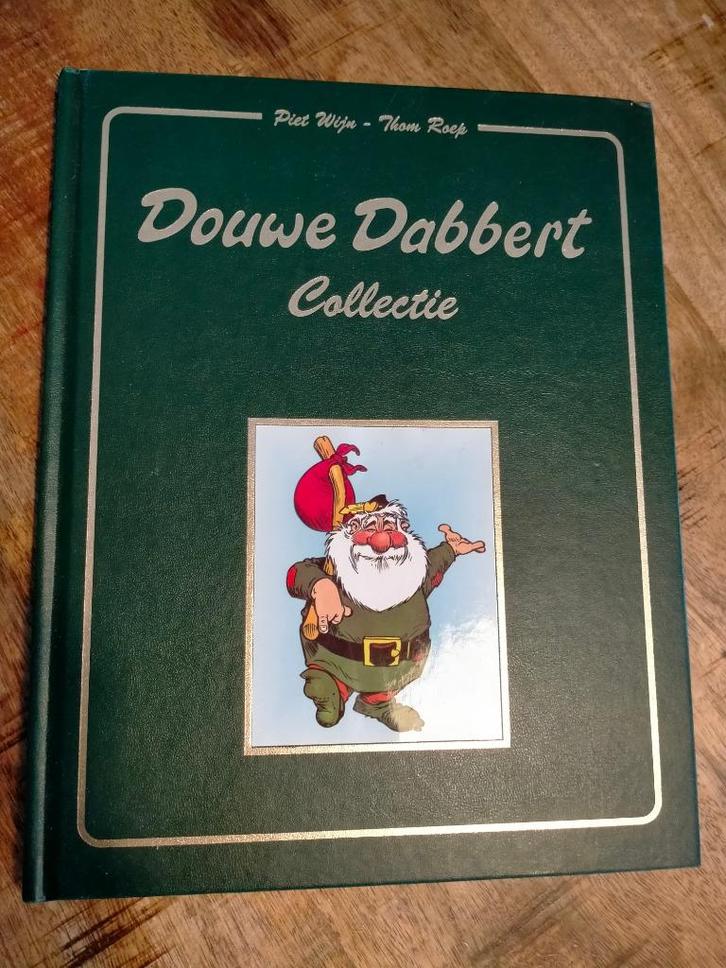 Piet Wijn - Thom Roep
Douwe Dabbert
Collectie